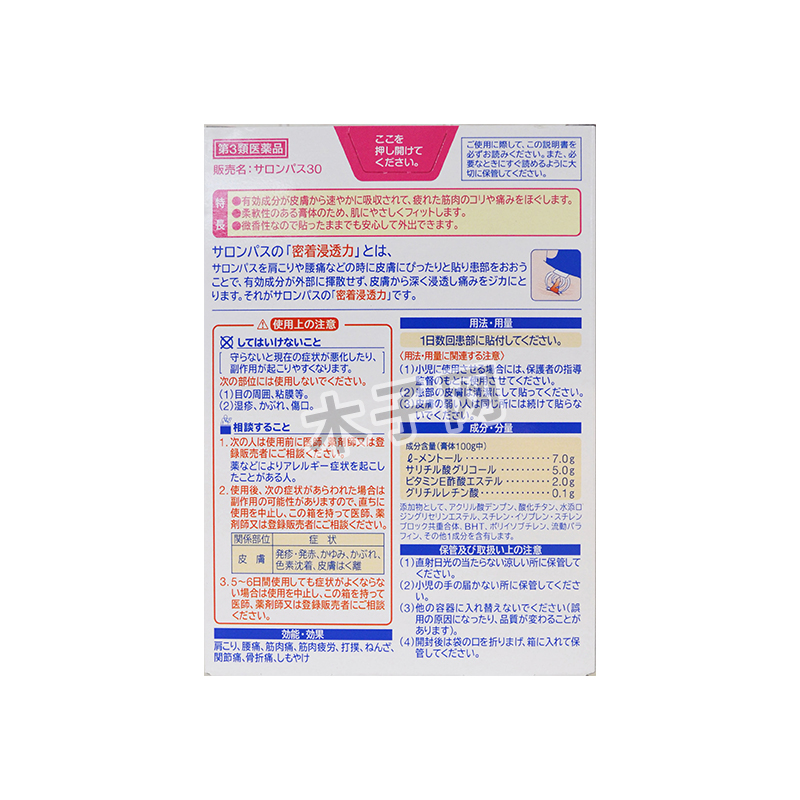 第3類医薬品
販売名：サロンパス30
ここを
押し開けて
ください。
ご使用に際して、この説明書を
必ずお読みください。また、必
要なときにすぐ読めるように大
切に保管してください。
特長
●有効成分が皮膚から速やかに吸収されて、疲れた筋肉のコリや痛みをほぐします。
●柔軟性のある膏体のため、肌にやさしくフィットします。
●微香性なので貼ったままでも安心して外出できます。
サロンパスの「密着浸透力」とは、
サロンパスを肩こりや腰痛などの時に皮膚にぴったりと貼り患部をおおう
ことで、有効成分が外部に揮散せず、皮膚から深く浸透し痛みをジカにと
ります。それがサロンパスの「密着浸透力」です。
使用上の注意
してはいけないこと
守らないと現在の症状が悪化したり、
副作用が起こりやすくなります。
次の部位には使用しないでください。
(1)目の周囲、粘膜等。
(2)湿疹、かぶれ、傷口。
相談すること
1.次の人は使用前に医師、薬剤師又は登
録販売者にご相談ください。
薬などによりアレルギー症状を起こし
たことがある人。
2.使用後、次の症状があらわれた場合は
副作用の可能性がありますので、直ちに
使用を中止し、この箱を持って医師、薬
剤師又は登録販売者にご相談ください。
関係部位 症状
皮膚 発疹・発赤、かゆみ、かぶれ、
色素沈着、皮膚はく離
3.5～6日間使用しても症状がよくならな
い場合は使用を中止し、この箱を持って
医師、薬剤師又は登録販売者にご相談
ください。
効能・効果
肩こり、腰痛、筋肉痛、筋肉疲労、打撲、ねんざ、
関節痛、骨折痛、しもやけ
用法・用量
1日数回患部に貼付してください。
〈用法・用量に関連する注意〉
(1)小児に使用させる場合には、保護者の指導
監督のもとに使用させてください。
(2)患部の皮膚は清潔にして貼ってください。
(3)皮膚の弱い人は同じ所には続けて貼らな
いでください。
成分・分量
成分含量(膏体100g中)
ℓ-メントール………7.0g
サリチル酸グリコール………5.0g
ビタミンE酢酸エステル………2.0g
グリチルレチン酸………0.1g
添加物として、アクリル酸デンプン、酸化チタン、水添ロ
ジングリセリンエステル、スチレン・イソプレン・スチレン
ブロック共重合体、BHT、ポリイソブチレン、流動パラ
フィン、その他1成分を含有します。
保管及び取扱い上の注意
(1)直射日光の当たらない涼しい所に保管して
ください。
(2)小児の手の届かない所に保管してくださ
い。
(3)他の容器に入れ替えないでください(誤
用の原因になったり、品質が変わることが
あります)。
(4)開封後は袋の口を折りまげ、箱に入れて保
管してください。
木手网